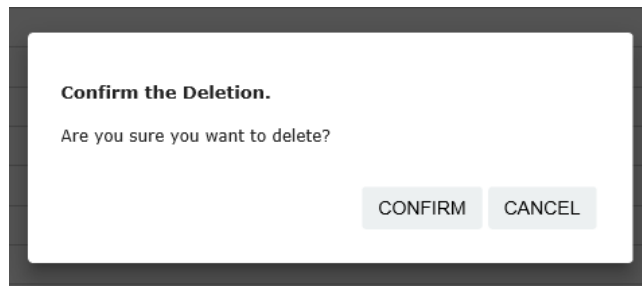 Confirm the Deletion.
Are you sure you want to delete?
CONFIRM CANCEL